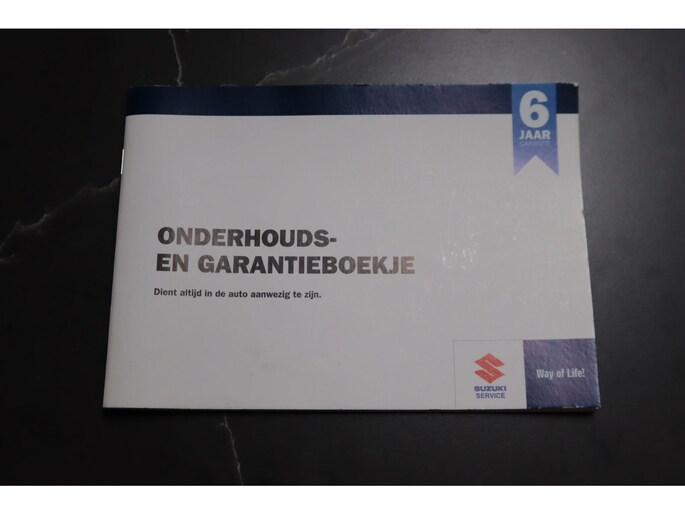 6
JAAR
GARANTIE
ONDERHOUDS-
EN GARANTIEBOEKJE
Dient altijd in de auto aanwezig te zijn.
SUZUKI
SERVICE
Way of Life!